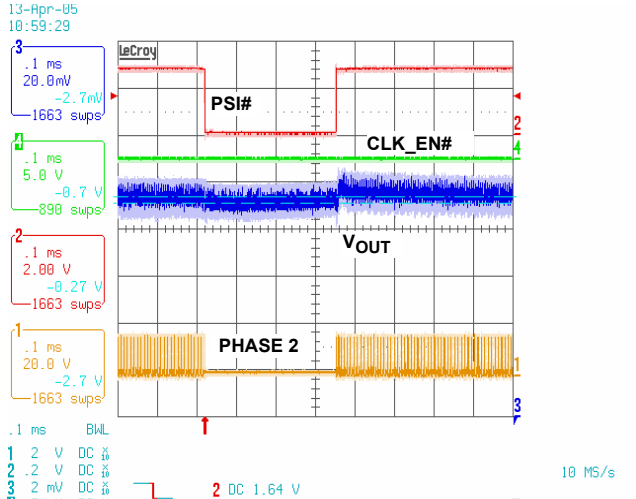 13-Apr-05
10:59:29
LeCroy
3
.1 ms
20.0mV
-2.7mV
1663 swps
PSI#
2
CLK_EN#
4
4
.1 ms
5.0 V
-0.7 V
890 swps
VOUT
2
.1 ms
2.00 V
-0.27 V
1663 swps
1
.1 ms
20.0 V
-2.7 V
1663 swps
PHASE 2
1
3
.1 ms BWL
1 2 V DC
2 .2 V DC
3 2 mV DC
2 DC 1.64 V
10 MS/s